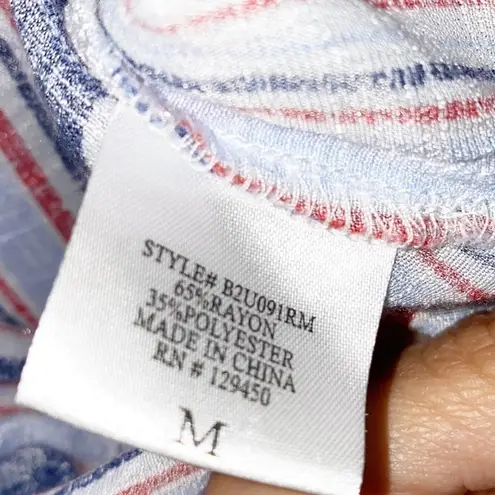 STYLE# B2U091RM
65%RAYON
35%POLYESTER
MADE IN CHINA
RN # 129450
M